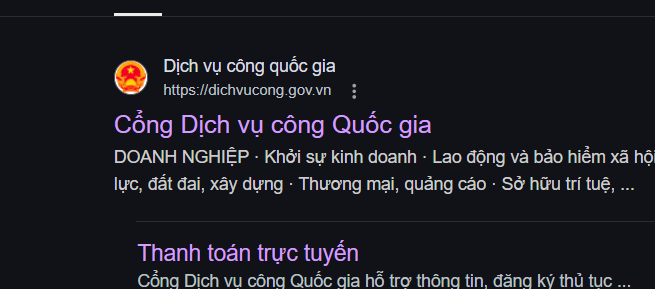 Dịch vụ công quốc gia
https://dichvucong.gov.vn
Cổng Dịch vụ công Quốc gia
DOANH NGHIỆP · Khởi sự kinh doanh · Lao động và bảo hiểm xã hội
lực, đất đai, xây dựng · Thương mại, quảng cáo · Sở hữu trí tuệ, ...
Thanh toán trực tuyến
Cổng Dịch vụ công Quốc gia hỗ trợ thông tin, đăng ký thủ tục ...